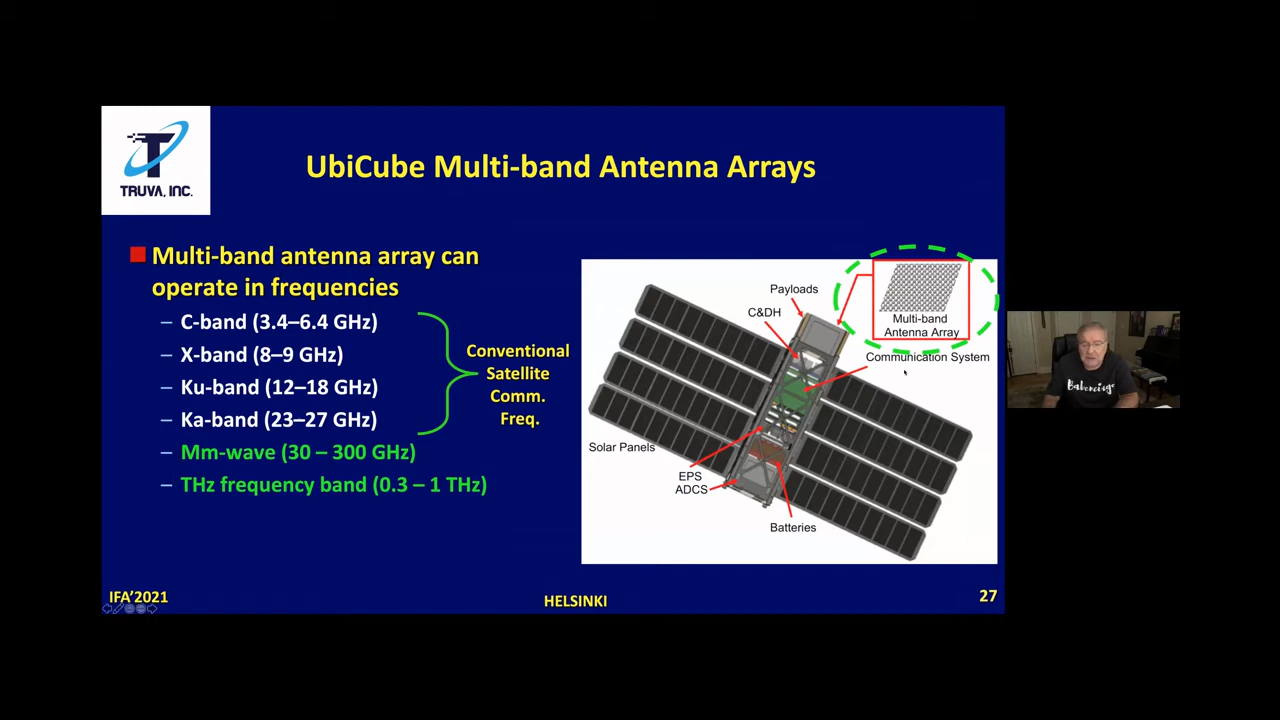 TRUVA, INC.
UbiCube Multi-band Antenna Arrays
Multi-band antenna array can
operate in frequencies
– C-band (3.4–6.4 GHz)
– X-band (8–9 GHz)
– Ku-band (12–18 GHz)
– Ka-band (23–27 GHz)
– Mm-wave (30 – 300 GHz)
– THz frequency band (0.3 – 1 THz)
Conventional
Satellite
Comm.
Freq.
Payloads
C&DH
Multi-band
Antenna Array
Communication System
Solar Panels
EPS
ADCS
Batteries
IFA’2021
HELSINKI
27